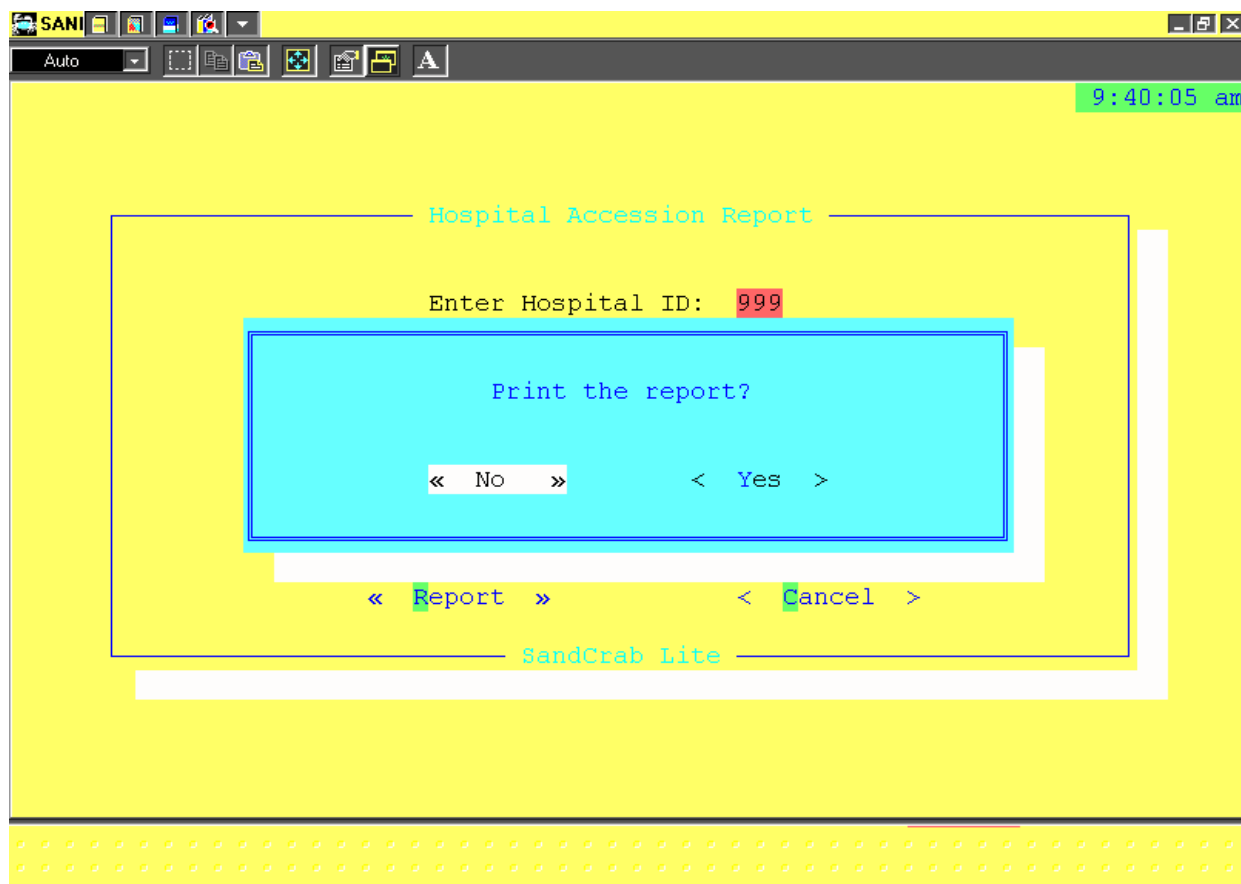 SAND
Auto
A
9:40:05 am
Hospital Accession Report
Enter Hospital ID: 999
Print the report?
« No » < Yes >
« Report » < Cancel >
SandCrab Lite